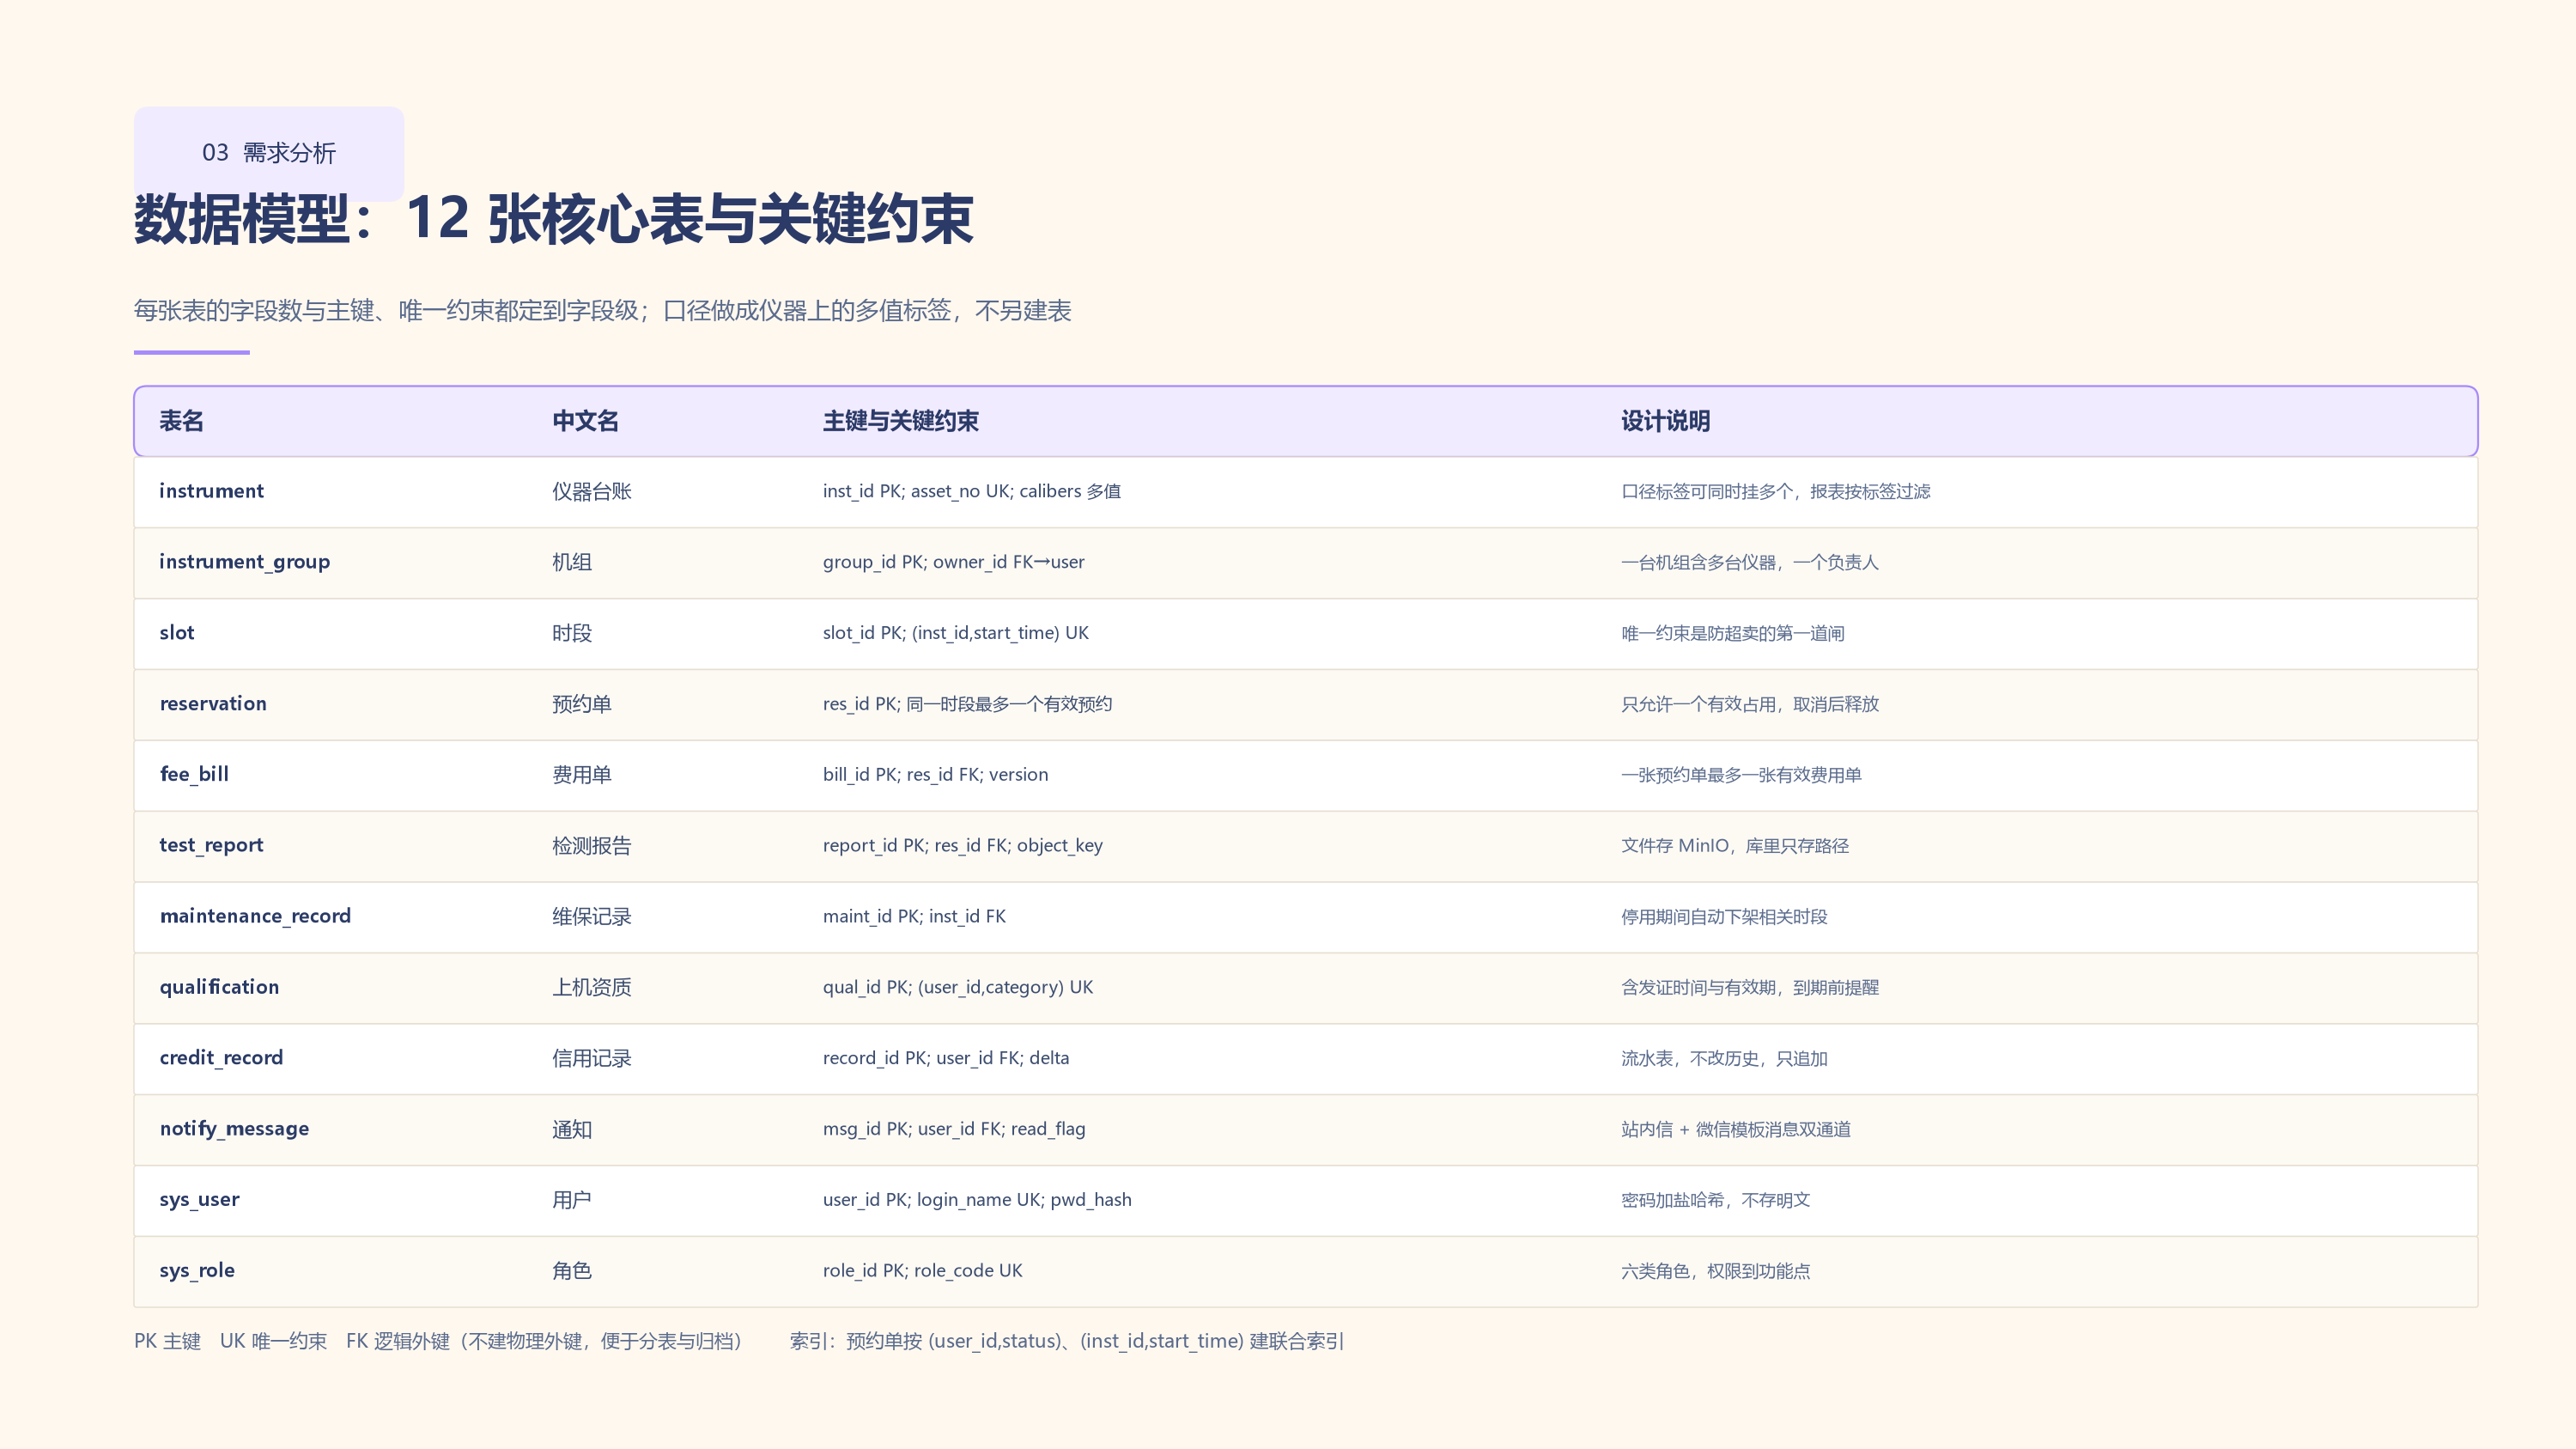 03 需求分析
数据模型：12 张核心表与关键约束
每张表的字段数与主键、唯一约束都定到字段级；口径做成仪器上的多值标签，不另建表
表名 中文名 主键与关键约束 设计说明
instrument 仪器台账 inst_id PK; asset_no UK; calibers 多值 口径标签可同时挂多个，报表按标签过滤
instrument_group 机组 group_id PK; owner_id FK→user 一台机组含多台仪器，一个负责人
slot 时段 slot_id PK; (inst_id,start_time) UK 唯一约束是防超卖的第一道闸
reservation 预约单 res_id PK; 同一时段最多一个有效预约 只允许一个有效占用，取消后释放
fee_bill 费用单 bill_id PK; res_id FK; version 一张预约单最多一张有效费用单
test_report 检测报告 report_id PK; res_id FK; object_key 文件存 MinIO，库里只存路径
maintenance_record 维保记录 maint_id PK; inst_id FK 停用期间自动下架相关时段
qualification 上机资质 qual_id PK; (user_id,category) UK 含发证时间与有效期，到期前提醒
credit_record 信用记录 record_id PK; user_id FK; delta 流水表，不改历史，只追加
notify_message 通知 msg_id PK; user_id FK; read_flag 站内信 + 微信模板消息双通道
sys_user 用户 user_id PK; login_name UK; pwd_hash 密码加盐哈希，不存明文
sys_role 角色 role_id PK; role_code UK 六类角色，权限到功能点
PK 主键 UK 唯一约束 FK 逻辑外键（不建物理外键，便于分表与归档） 索引：预约单按 (user_id,status)、(inst_id,start_time) 建联合索引